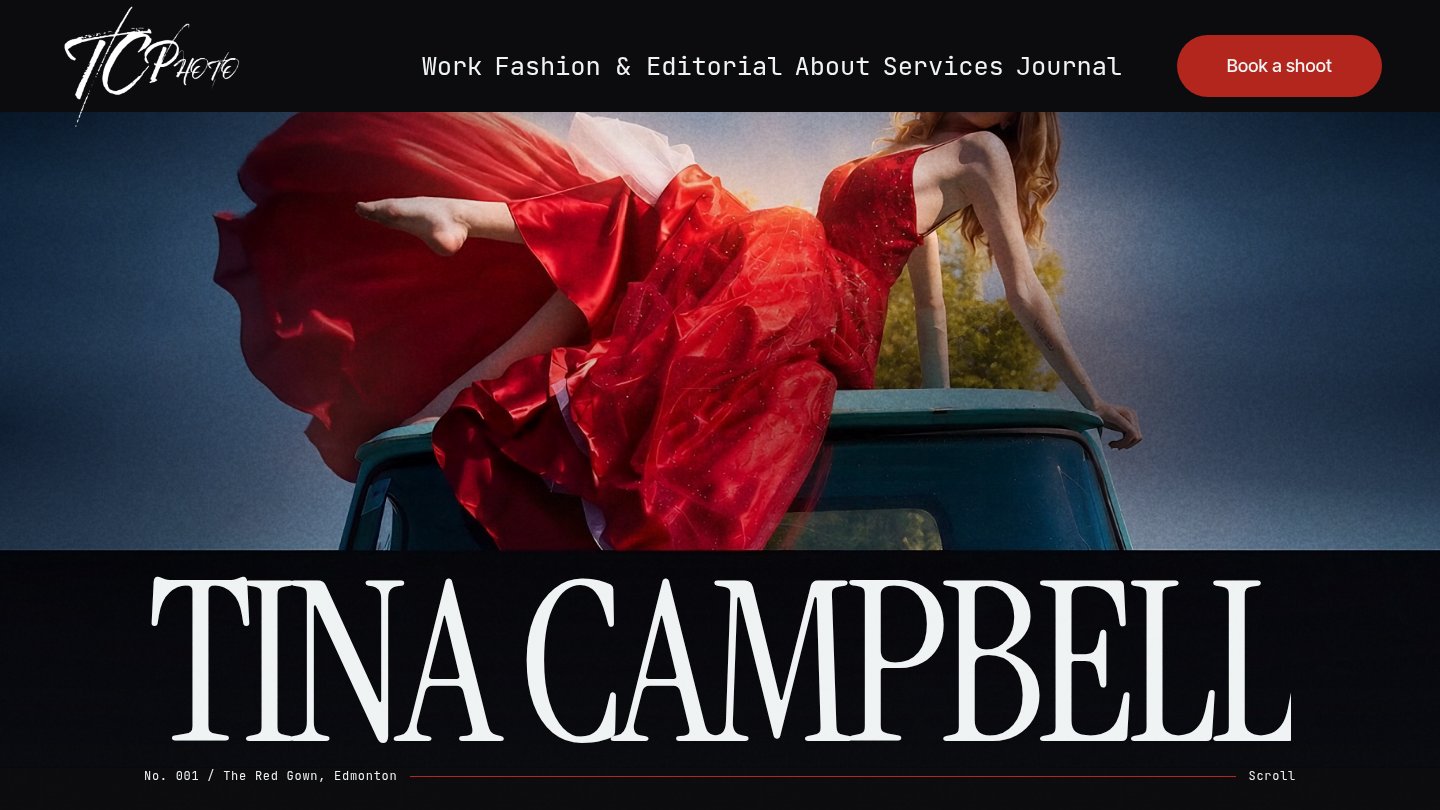 TCPHOTO
Work Fashion & Editorial About Services Journal
Book a shoot
TINA CAMPBELL
No. 001 / The Red Gown, Edmonton
Scroll